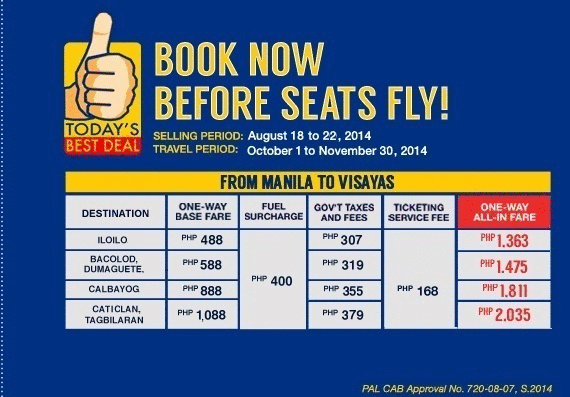 BOOK NOW
BEFORE SEATS FLY!
TODAY'S
BEST DEAL
SELLING PERIOD: August 18 to 22, 2014
TRAVEL PERIOD: October 1 to November 30, 2014
FROM MANILA TO VISAYAS
DESTINATION ONE-WAY BASE FARE FUEL SURCHARGE GOV'T TAXES AND FEES TICKETING SERVICE FEE ONE-WAY ALL-IN FARE
ILOILO PHP 488 PHP 307 PHP 1,363
BACOLOD, DUMAGUETE, PHP 588 PHP 319 PHP 1,475
PHP 400 PHP 168
CALBAYOG PHP 888 PHP 355 PHP 1,811
CATICLAN, TAGBILARAN PHP 1,088 PHP 379 PHP 2,035
PAL CAB Approval No. 720-08-07, S.2014